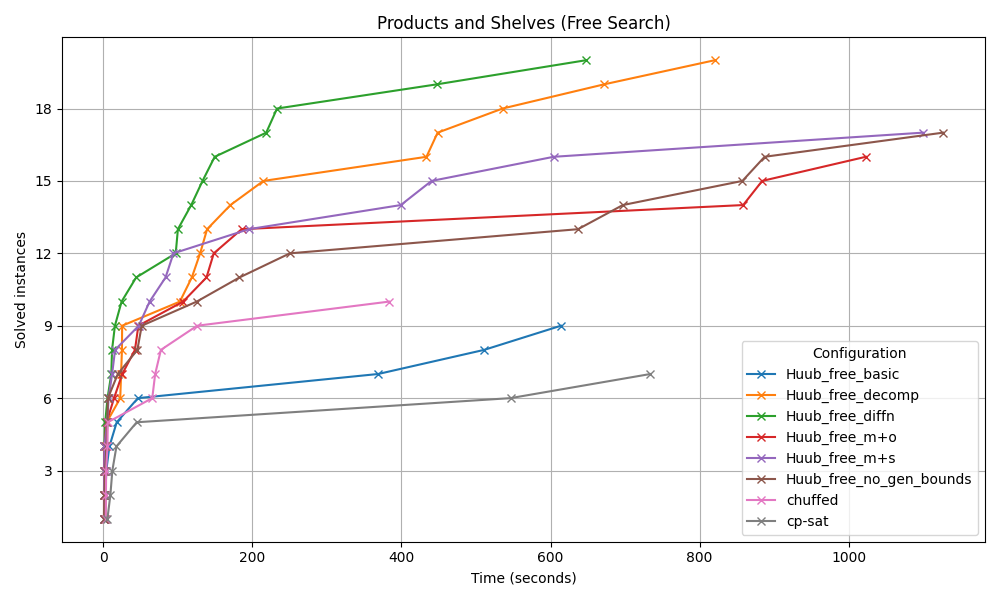 Products and Shelves (Free Search)
Solved instances
18
15
12
9
6
3
0
200
400
600
800
1000
Time (seconds)
Configuration
Huub_free_basic
Huub_free_decomp
Huub_free_diffn
Huub_free_m+o
Huub_free_m+s
Huub_free_no_gen_bounds
chuffed
cp-sat